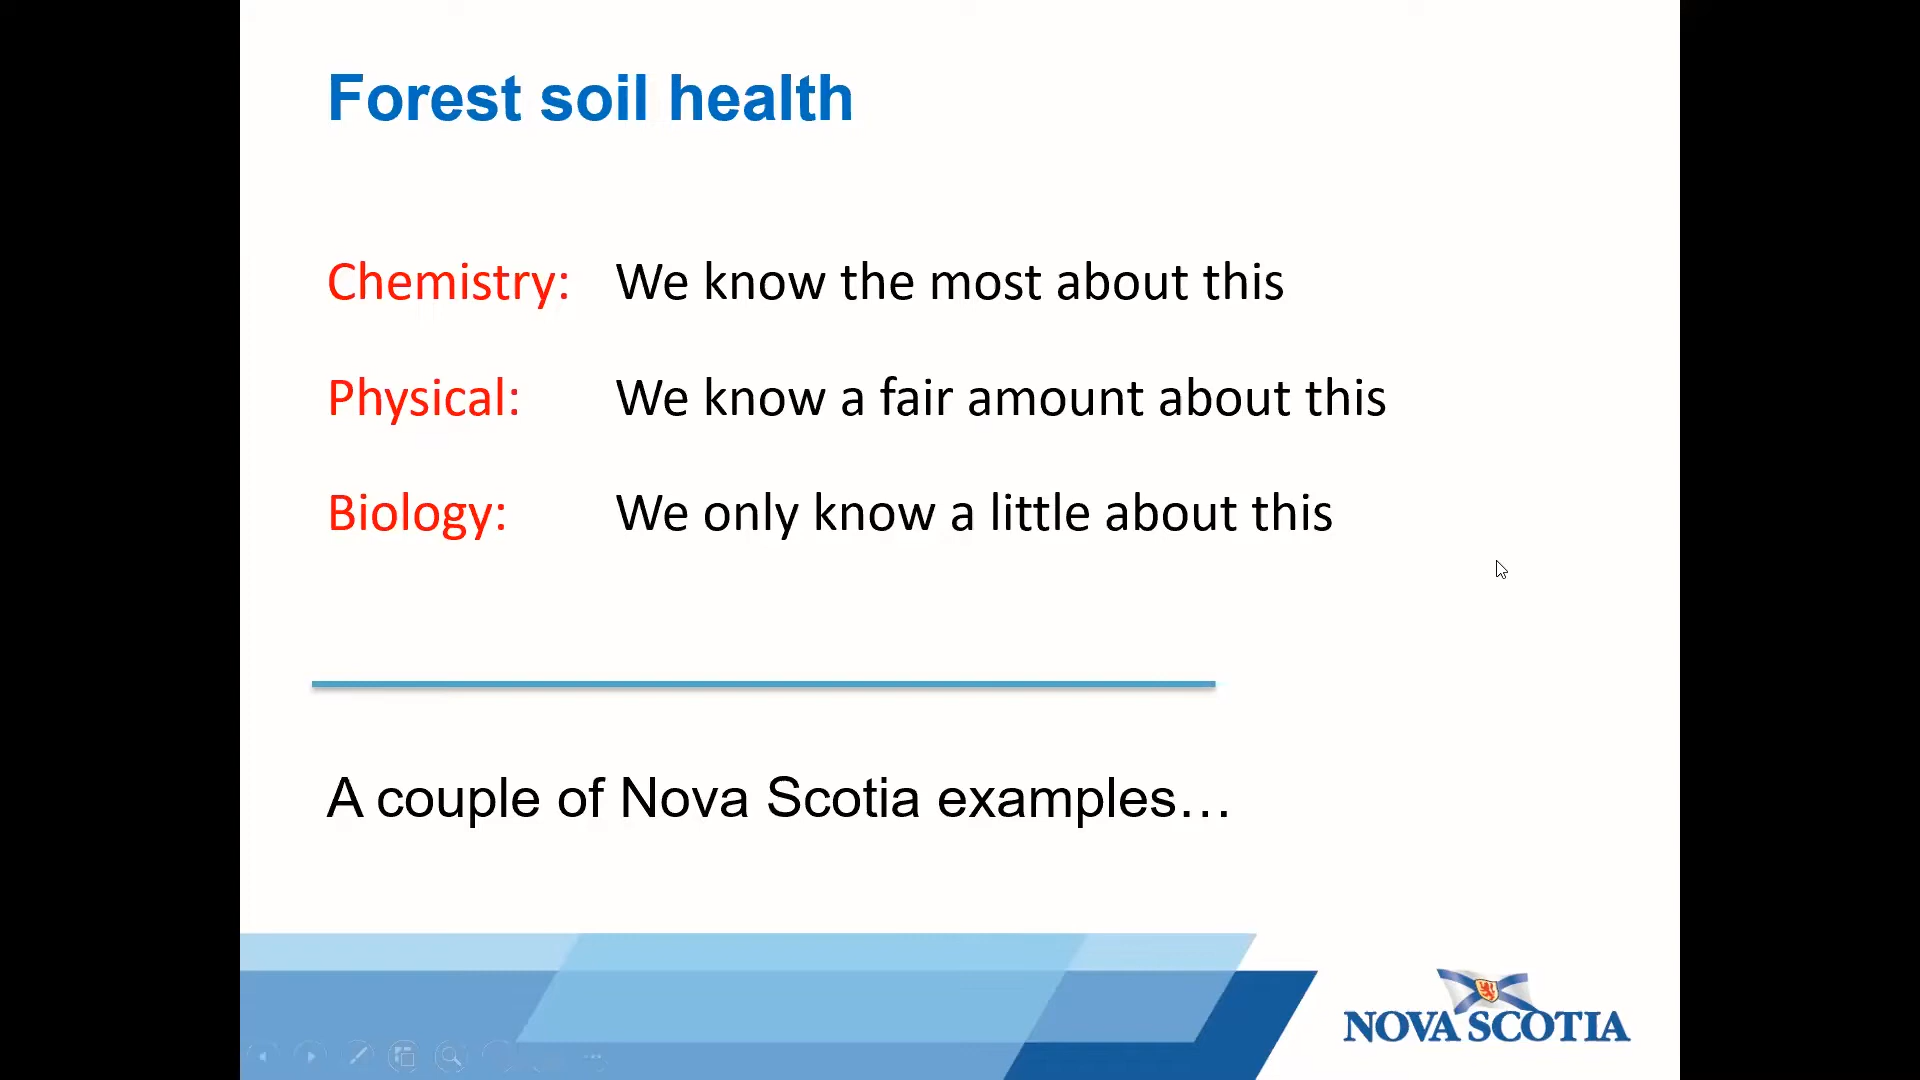 Forest soil health
Chemistry: We know the most about this
Physical: We know a fair amount about this
Biology: We only know a little about this
A couple of Nova Scotia examples…
NOVA SCOTIA